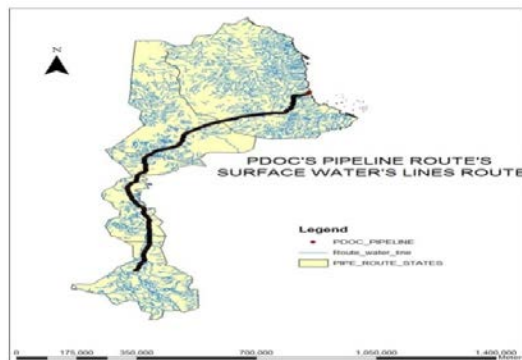 N
PDOC'S PIPELINE ROUTE'S
SURFACE WATER'S LINES ROUTE
Legend
PDOC_PIPELINE
Route_water_line
PIPE_ROUTE_STATES
0 175,000 350,000 700,000 1,050,000 1,400,000